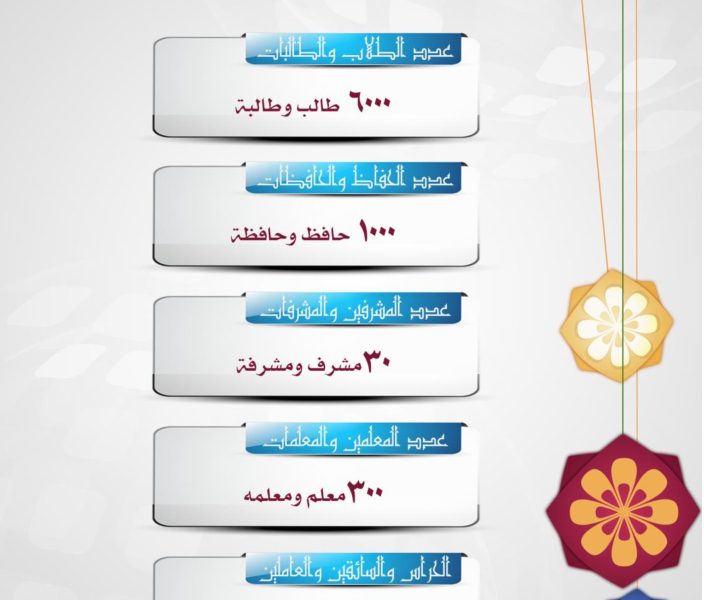 عدد الطلاب والطالبات
٦٠٠٠ طالب وطالبة
عدد الحفاظ والحافظات
١٠٠٠ حافظ وحافظة
عدد المشرفين والمشرفات
٣٠ مشرف ومشرفة
عدد المعلمين والمعلمات
٣٠٠ معلم ومعلمه
الحراس والسائقين والعاملين